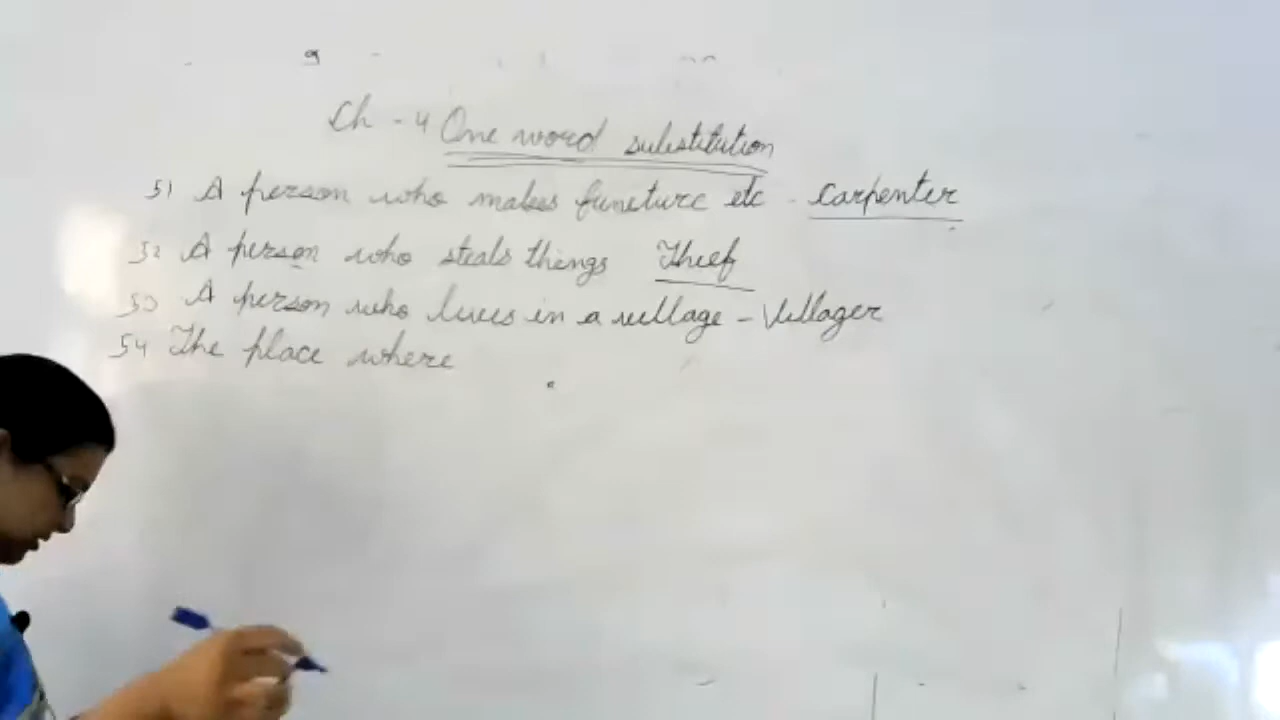 Ch - 4 One word substitution
51 A person who makes funiture etc - Carpenter
52 A person who steals things Thief
53 A person who lives in a village - Villager
54 The place where